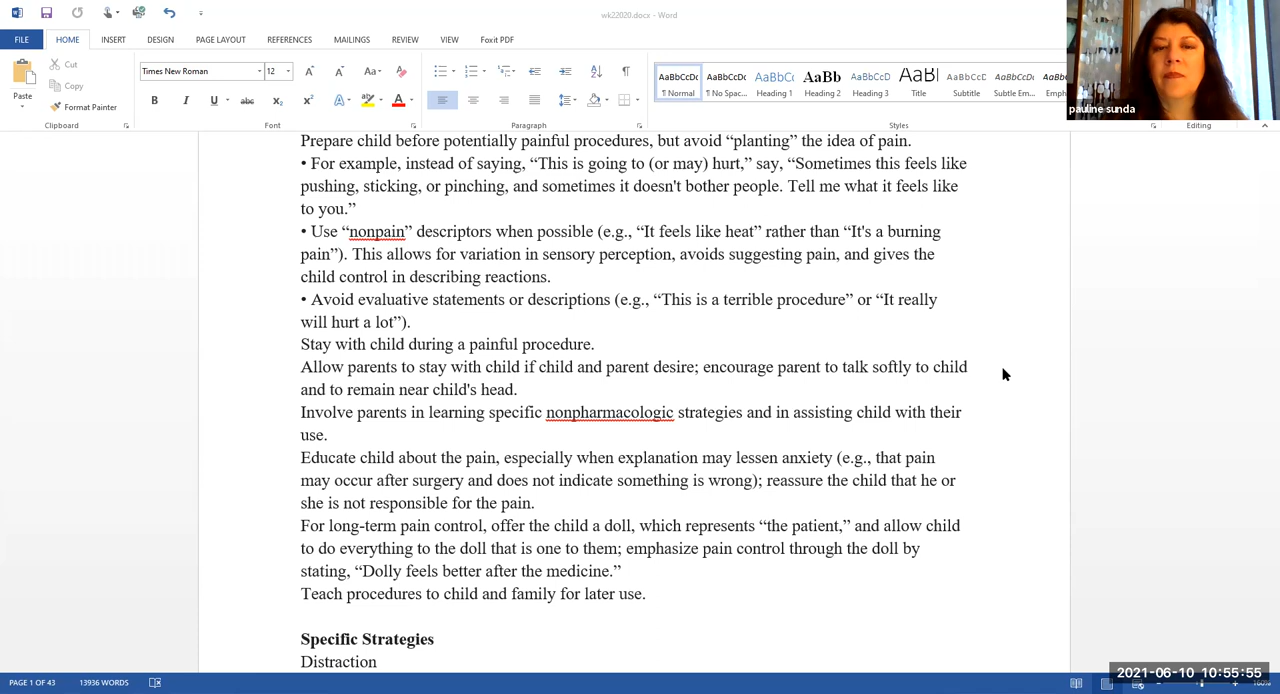 wk22020.docx - Word
FILE HOME INSERT DESIGN PAGE LAYOUT REFERENCES MAILINGS REVIEW VIEW Foxit PDF
Paste
Cut
Copy
Format Painter
Clipboard
Times New Roman 12
Font
Paragraph
AaBbCcDc AaBbCcDc AaBbCc AaBb AaBbCcDc AaBl AaBbCcDc AaBbCcDc
¶ Normal ¶ No Spac... Heading 1 Heading 2 Heading 3 Title Subtitle Subtle Em...
Styles
Editing
pauline sunda
Prepare child before potentially painful procedures, but avoid “planting” the idea of pain.
• For example, instead of saying, “This is going to (or may) hurt,” say, “Sometimes this feels like
pushing, sticking, or pinching, and sometimes it doesn't bother people. Tell me what it feels like
to you.”
• Use “nonpain” descriptors when possible (e.g., “It feels like heat” rather than “It's a burning
pain”). This allows for variation in sensory perception, avoids suggesting pain, and gives the
child control in describing reactions.
• Avoid evaluative statements or descriptions (e.g., “This is a terrible procedure” or “It really
will hurt a lot”).
Stay with child during a painful procedure.
Allow parents to stay with child if child and parent desire; encourage parent to talk softly to child
and to remain near child's head.
Involve parents in learning specific nonpharmacologic strategies and in assisting child with their
use.
Educate child about the pain, especially when explanation may lessen anxiety (e.g., that pain
may occur after surgery and does not indicate something is wrong); reassure the child that he or
she is not responsible for the pain.
For long-term pain control, offer the child a doll, which represents “the patient,” and allow child
to do everything to the doll that is one to them; emphasize pain control through the doll by
stating, “Dolly feels better after the medicine.”
Teach procedures to child and family for later use.
Specific Strategies
Distraction
PAGE 1 OF 43 13936 WORDS
2021-06-10 10:55:55